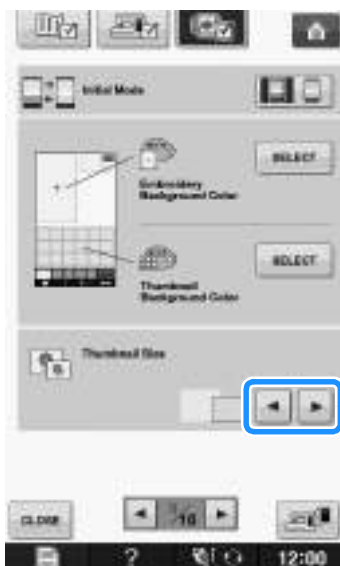 Initial Mode
SELECT
Embroidery
Background Color
SELECT
Thumbnail
Background Color
Thumbnail Size
CLOSE
12:00